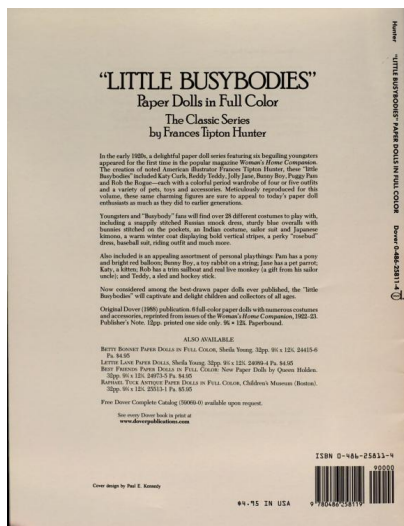 "LITTLE BUSYBODIES"
Paper Dolls in Full Color
The Classic Series
by Frances Tipton Hunter
In the early 1920s, a delightful paper doll series featuring six beguiling youngsters
appeared for the first time in the popular magazine Woman's Home Companion.
The creation of noted American illustrator Frances Tipton Hunter, these "little
Busybodies" included Katy Curls, Reddy Teddy, Jolly Jane, Bunny Boy, Puggy Pam
and Rob the Rogue—each with a colorful period wardrobe of four or five outfits
and a variety of pets, toys and accessories. Meticulously reproduced for this
volume, these same charming figures are sure to appeal to today's paper doll
enthusiasts as much as they did to earlier generations.
Youngsters and "Busybody" fans will find over 28 different costumes to play with,
including a nappily stitched Russian smock dress, sturdy blue overalls with
bunnies stitched on the pockets, an Indian costume, sailor suit and Japanese
kimono, a warm winter coat displaying bold vertical stripes, a perky "rosebud"
dress, baseball suit, riding outfit and much more.
Also included is an appealing assortment of personal playthings: Pam has a pony
and bright red balloon; Bunny Boy, a toy rabbit on a string; Jane has a pet parrot;
Katy, a kitten; Rob has a trim sailboat and real live monkey (a gift from his sailor
uncle); and Teddy, a sled and hockey stick.
Now considered among the best-drawn paper dolls ever published, the "little
Busybodies" will captivate and delight children and collectors of all ages.
Original Dover (1989) publication. 6 full-color paper dolls with numerous costumes
and accessories, reprinted from issues of the Woman's Home Companion, 1922–23.
Publisher's Note. 12pp. printed one side only. 9¼ × 12¼. Paperbound.
ALSO AVAILABLE
BETTY BONNET PAPER DOLLS IN FULL COLOR, Sheila Young. 32pp. 9¼ x 12¼. 24415-6
Pa. $4.95
LETTIE LANE PAPER DOLLS, Sheila Young. 32pp. 9¼ x 12¼. 24089-4 Pa. $4.95
BEST FRIENDS PAPER DOLLS IN FULL COLOR: New Paper Dolls by Queen Holden.
32pp. 9¼ x 12¼. 24973-5 Pa. $4.95
RAPHAEL TUCK ANTIQUE PAPER DOLLS IN FULL COLOR, Children's Museum (Boston).
32pp. 9¼ x 12¼. 25513-1 Pa. $5.95
Free Dover Complete Catalog (59069-0) available upon request.
See every Dover book in print at
www.doverpublications.com
Cover design by Paul E. Kennedy
$4.95 IN USA
ISBN 0-486-25811-4
90000
9 780486 258119
Hunter "LITTLE BUSYBODIES" PAPER DOLLS IN FULL COLOR Dover 0-486-25811-4